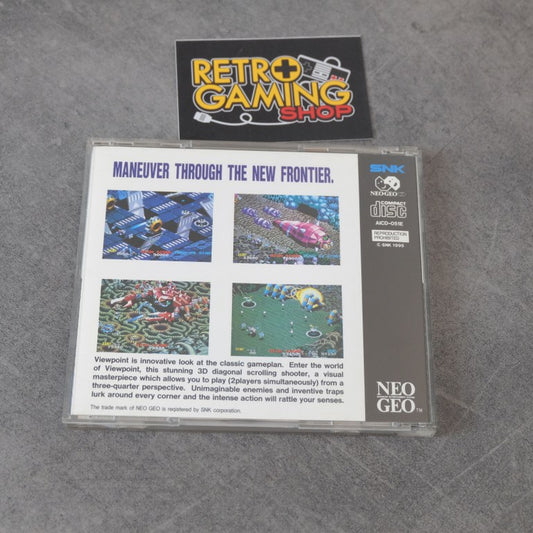 RETRO
GAMING
SHOP
MANEUVER THROUGH THE NEW FRONTIER.
SNK
NEO·GEO
COMPACT
disc
AICD-051E
REPRODUCTION
PROHIBITED
© SNK 1995
Viewpoint is innovative look at the classic gameplan. Enter the world
of Viewpoint, this stunning 3D diagonal scrolling shooter, a visual
masterpiece which allows you to play (2players simultaneously) from a
three-quarter perspective. Unimaginable enemies and inventive traps
lurk around every corner and the intense action will rattle your senses.
The trade mark of NEO GEO is registered by SNK corporation.
NEO
GEO™